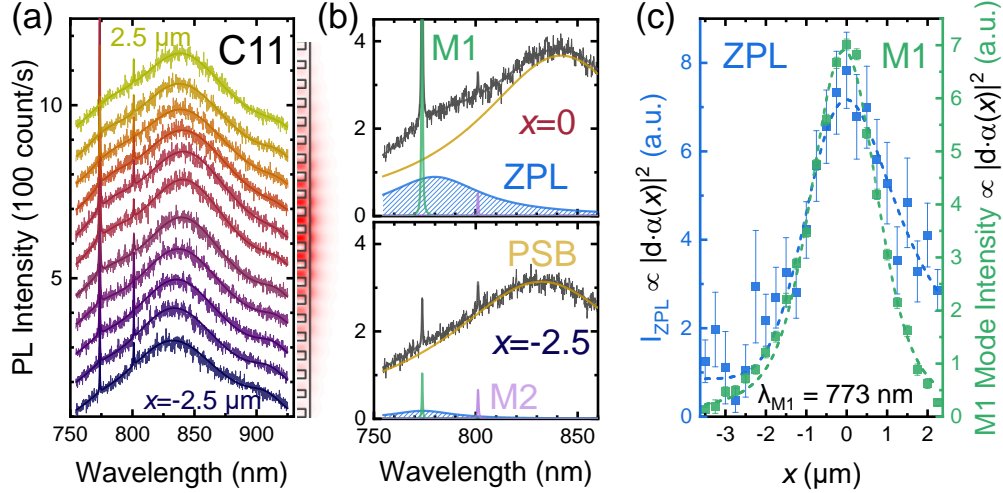 (a)
2.5 µm
C11
PL Intensity (100 count/s)
10
5
x=-2.5 µm
750 800 850 900
Wavelength (nm)
(b)
M1
x=0
ZPL
4
2
0
PSB
x=-2.5
M2
4
2
0
750 800 850
Wavelength (nm)
(c)
ZPL
M1
I_ZPL ∝ |d·α(x)|² (a.u.)
8
6
4
2
0
λ_M1 = 773 nm
-3 -2 -1 0 1 2
x (µm)
7
6
5
4
3
2
1
0
M1 Mode Intensity ∝ |d·α(x)|² (a.u.)